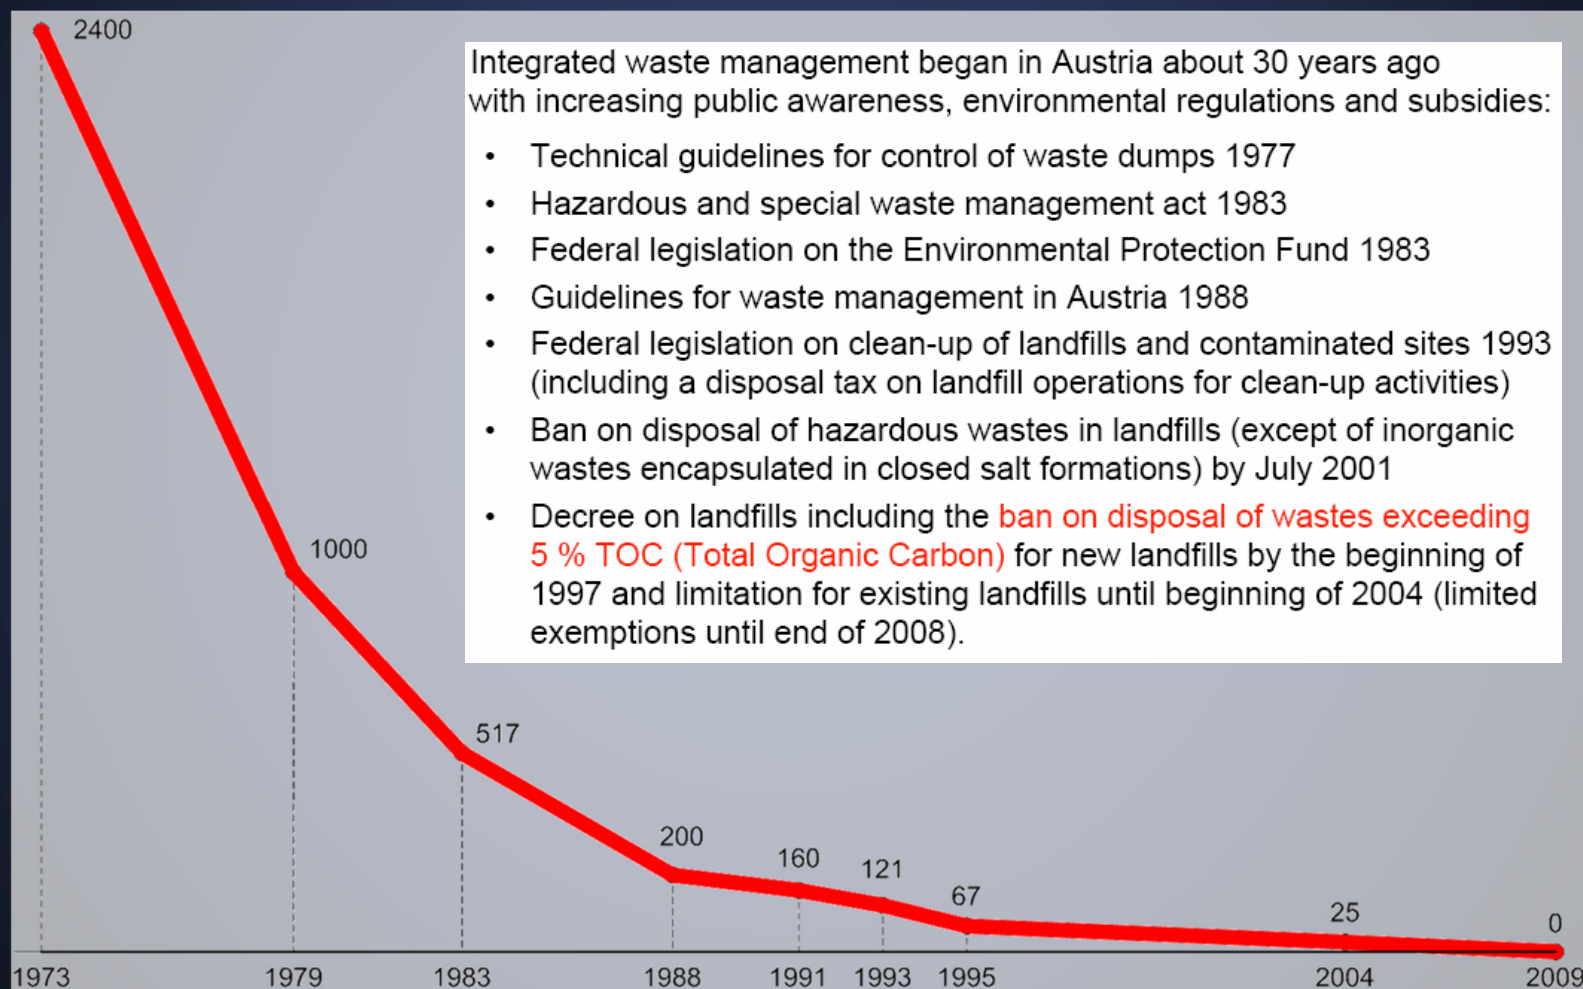 2400
Integrated waste management began in Austria about 30 years ago
with increasing public awareness, environmental regulations and subsidies:
• Technical guidelines for control of waste dumps 1977
• Hazardous and special waste management act 1983
• Federal legislation on the Environmental Protection Fund 1983
• Guidelines for waste management in Austria 1988
• Federal legislation on clean-up of landfills and contaminated sites 1993
(including a disposal tax on landfill operations for clean-up activities)
• Ban on disposal of hazardous wastes in landfills (except of inorganic
wastes encapsulated in closed salt formations) by July 2001
• Decree on landfills including the ban on disposal of wastes exceeding
5 % TOC (Total Organic Carbon) for new landfills by the beginning of
1997 and limitation for existing landfills until beginning of 2004 (limited
exemptions until end of 2008).
1000
517
200
160
121
67
25
0
1973 1979 1983 1988 1991 1993 1995 2004 2009